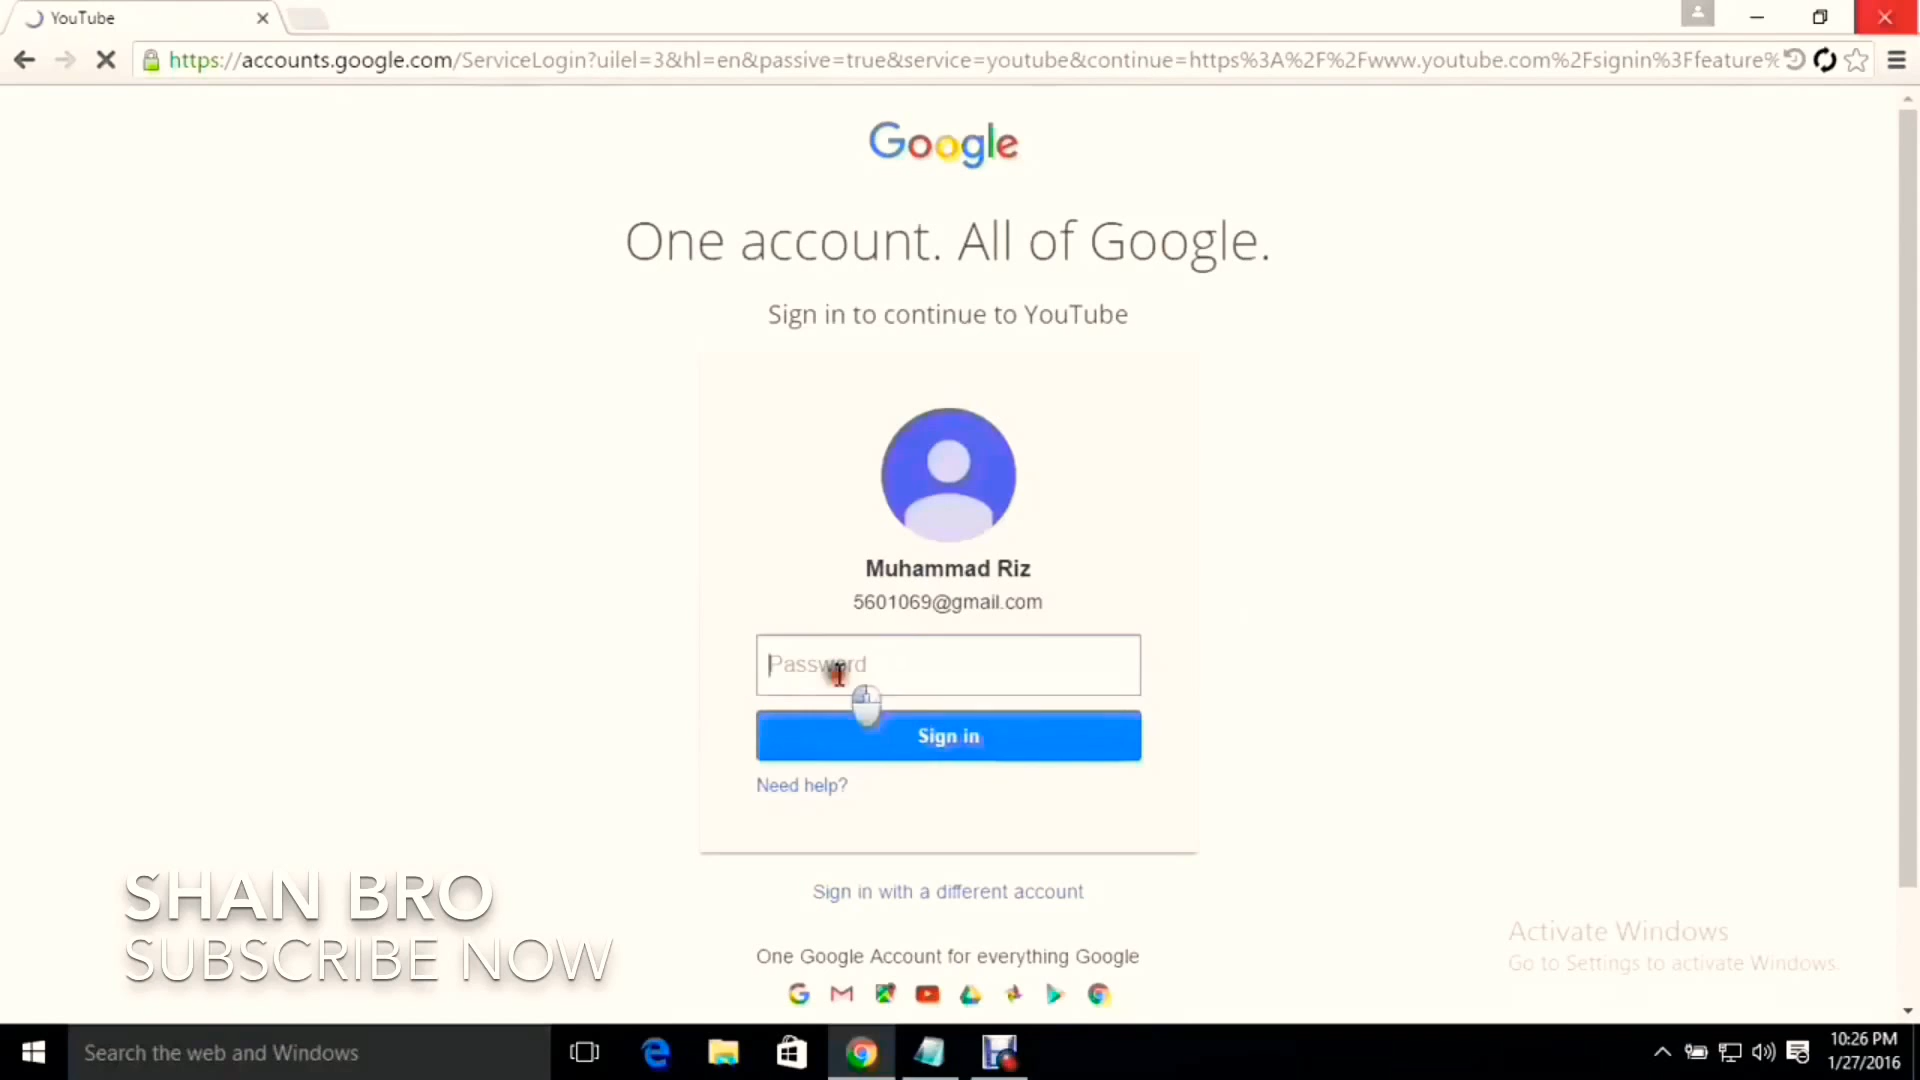 YouTube
https://accounts.google.com/ServiceLogin?uilel=3&hl=en&passive=true&service=youtube&continue=https%3A%2F%2Fwww.youtube.com%2Fsignin%3Ffeature%
Google
One account. All of Google.
Sign in to continue to YouTube
Muhammad Riz
5601069@gmail.com
Password
Sign in
Need help?
Sign in with a different account
One Google Account for everything Google
SHAN BRO
SUBSCRIBE NOW
Activate Windows
Go to Settings to activate Windows.
Search the web and Windows
10:26 PM
1/27/2016